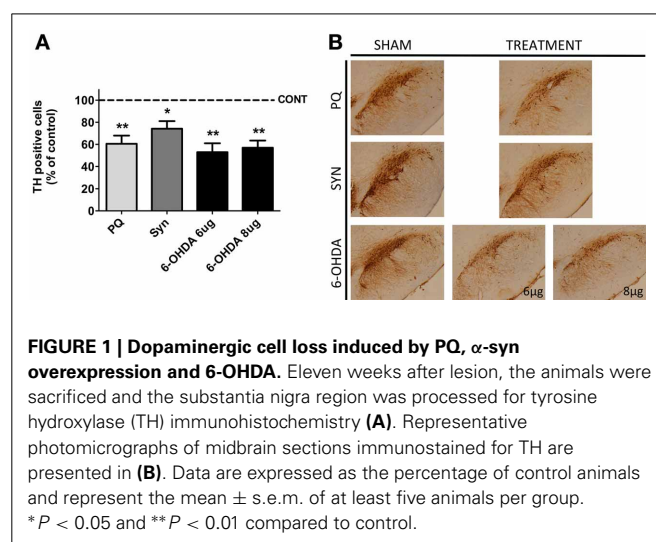 A
B
SHAM
TREATMENT
TH positive cells
(% of control)
100
80
60
40
20
0
CONT
**
*
**
**
PQ
Syn
6-OHDA 6ug
6-OHDA 8ug
PQ
SYN
6-OHDA
6µg
8µg
FIGURE 1 | Dopaminergic cell loss induced by PQ, α-syn
overexpression and 6-OHDA. Eleven weeks after lesion, the animals were
sacrificed and the substantia nigra region was processed for tyrosine
hydroxylase (TH) immunohistochemistry (A). Representative
photomicrographs of midbrain sections immunostained for TH are
presented in (B). Data are expressed as the percentage of control animals
and represent the mean ± s.e.m. of at least five animals per group.
*P < 0.05 and **P < 0.01 compared to control.